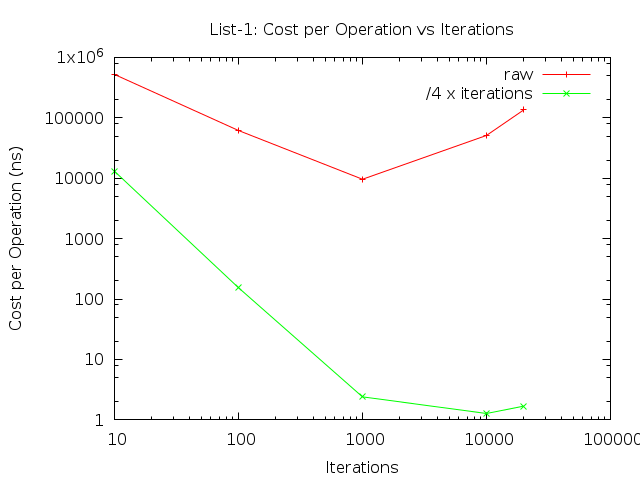 List-1: Cost per Operation vs Iterations
1x10^6
100000
10000
1000
100
10
1
Cost per Operation (ns)
raw
/4 x iterations
10 100 1000 10000 100000
Iterations